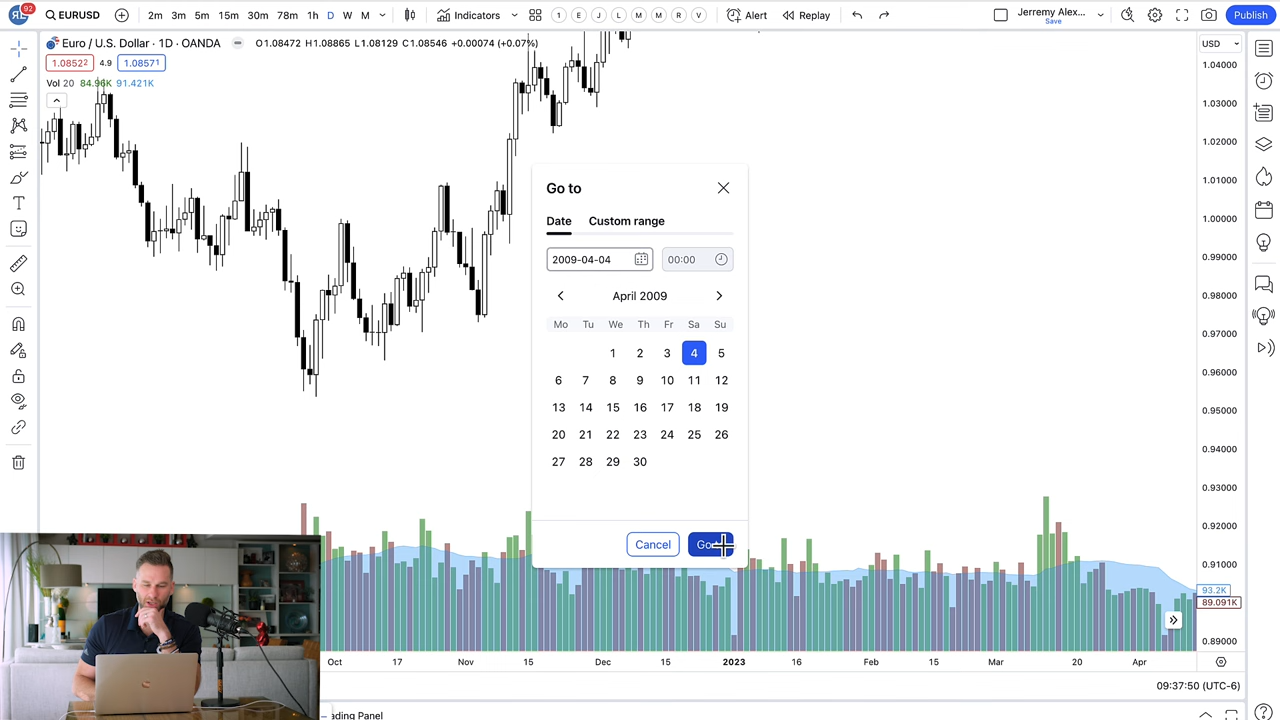 92
EURUSD
2m 3m 5m 15m 30m 78m 1h D W M
Indicators
1 E J L M M R V
Alert
Replay
Jerremy Alex...
Save
Publish
Euro / U.S. Dollar · 1D · OANDA
O1.08472 H1.08865 L1.08129 C1.08546 +0.00074 (+0.07%)
USD
1.08522 4.9 1.08571
Vol 20 84.96K 91.421K
1.04000
1.03000
1.02000
1.01000
1.00000
0.99000
0.98000
0.97000
0.96000
0.95000
0.94000
0.93000
0.92000
0.91000
93.2K
89.091K
0.89000
Go to
Date Custom range
2009-04-04 00:00
April 2009
Mo Tu We Th Fr Sa Su
1 2 3 4 5
6 7 8 9 10 11 12
13 14 15 16 17 18 19
20 21 22 23 24 25 26
27 28 29 30
Cancel
Go
Oct 17 Nov 15 Dec 15 2023 16 Feb 15 Mar 20 Apr
09:37:50 (UTC-6)
ading Panel